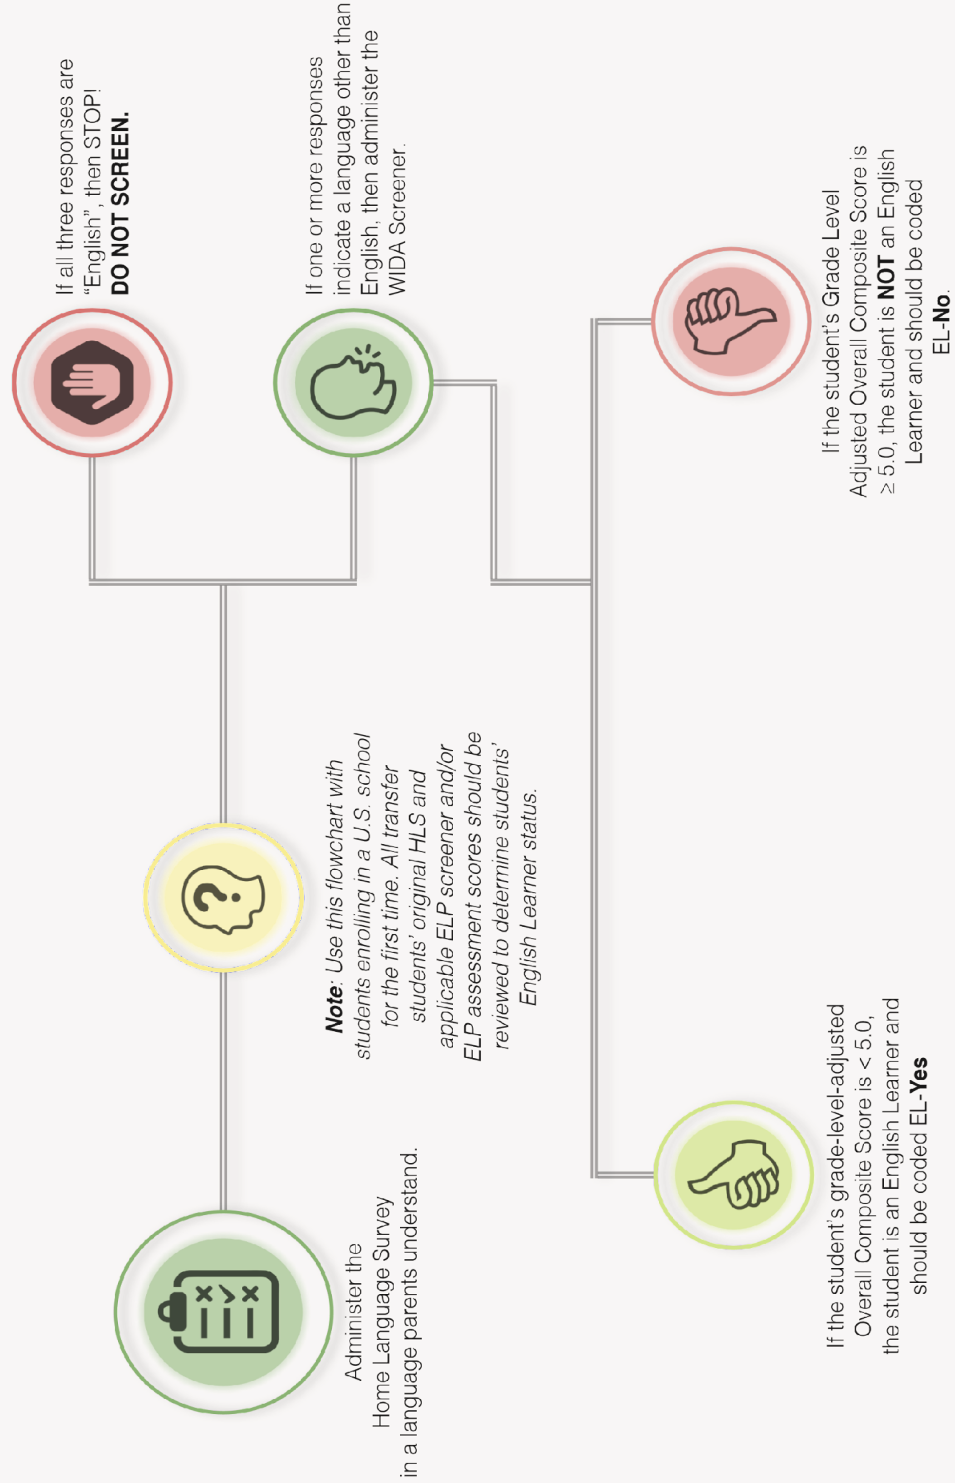 Administer the
Home Language Survey
in a language parents understand.
Note: Use this flowchart with
students enrolling in a U.S. school
for the first time. All transfer
students' original HLS and
applicable ELP screener and/or
ELP assessment scores should be
reviewed to determine students'
English Learner status.
If all three responses are
“English”, then STOP!
DO NOT SCREEN.
If one or more responses
indicate a language other than
English, then administer the
WIDA Screener.
If the student's grade-level-adjusted
Overall Composite Score is < 5.0,
the student is an English Learner and
should be coded EL-Yes
If the student's Grade Level
Adjusted Overall Composite Score is
≥ 5.0, the student is NOT an English
Learner and should be coded
EL-No.